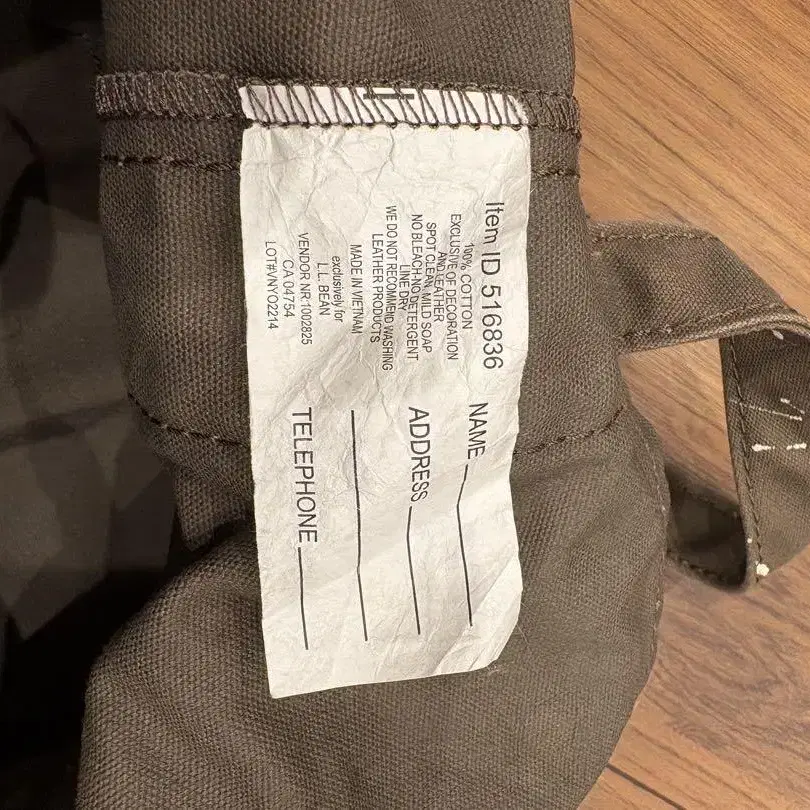 Item ID 516836
100% COTTON
EXCLUSIVE OF DECORATION
AND LEATHER
SPOT CLEAN, MILD SOAP
NO BLEACH-NO DETERGENT
LINE DRY
WE DO NOT RECOMMEND WASHING
LEATHER PRODUCTS
MADE IN VIETNAM
exclusively for
L.L. BEAN
VENDOR NR:1002825
CA 04754
LOT#VNYO2214
NAME
ADDRESS
TELEPHONE